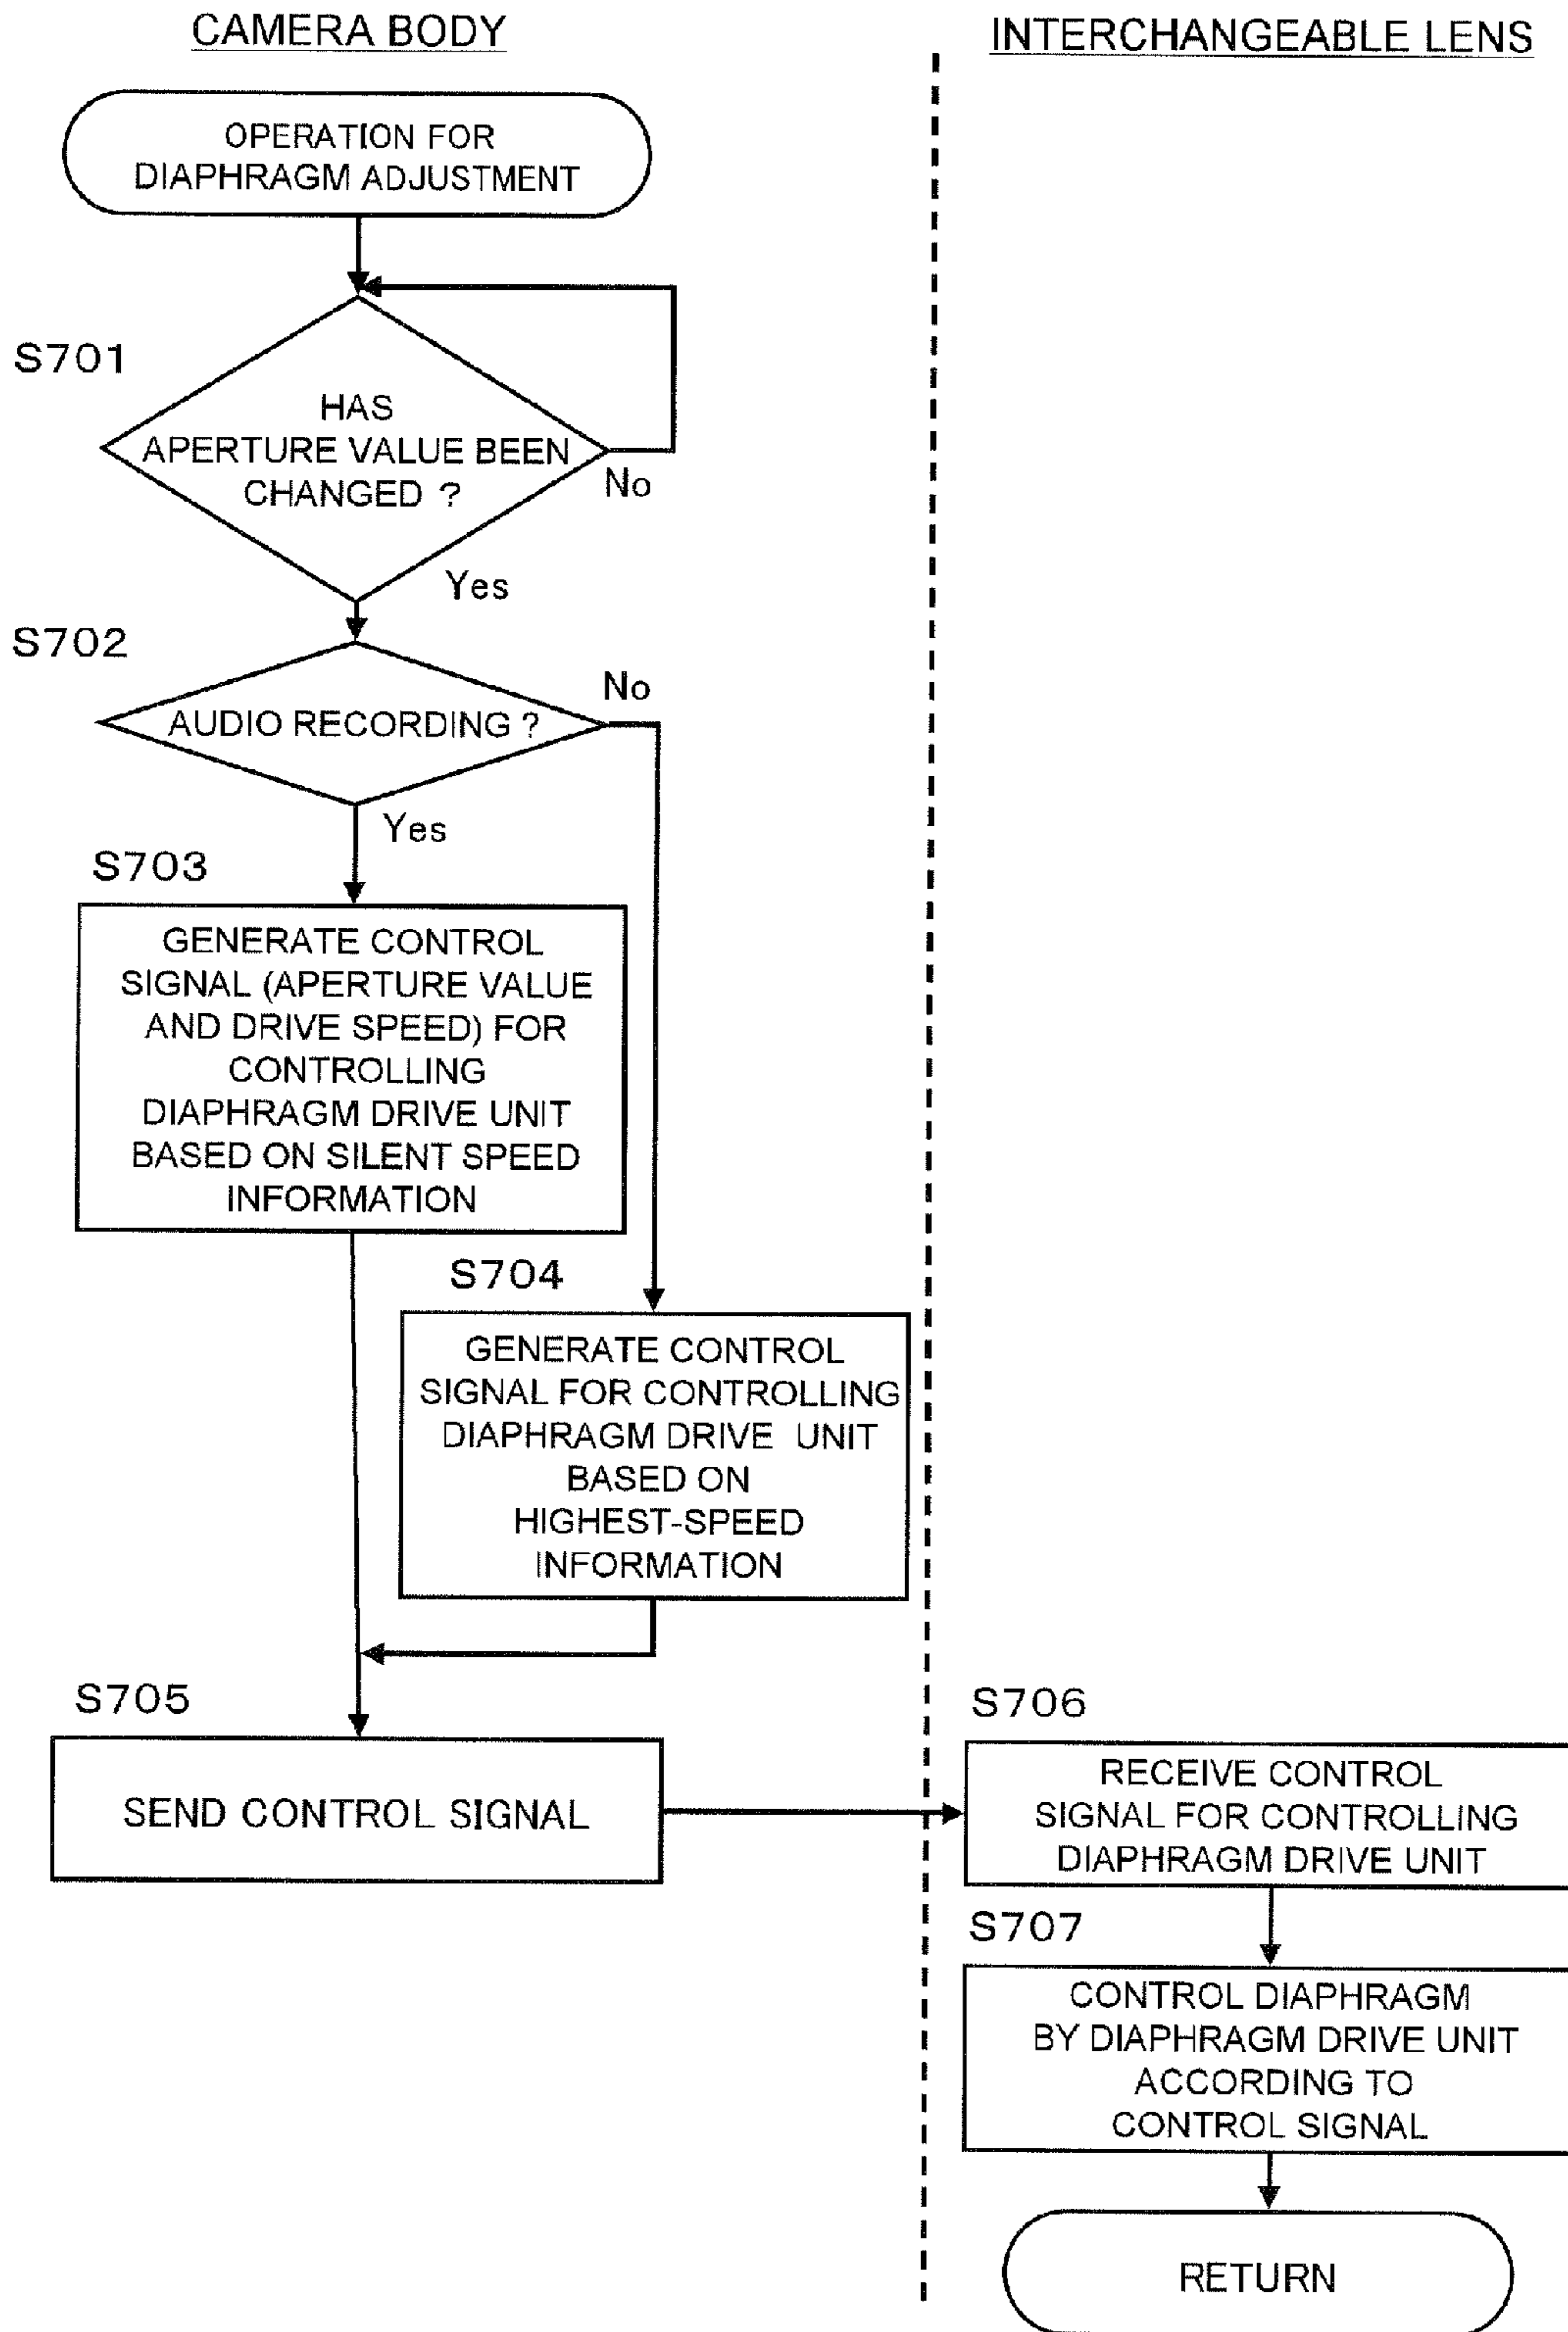 CAMERA BODY
INTERCHANGEABLE LENS
OPERATION FOR
DIAPHRAGM ADJUSTMENT
S701
HAS
APERTURE VALUE BEEN
CHANGED ?
No
Yes
S702
No
AUDIO RECORDING ?
Yes
S703
GENERATE CONTROL
SIGNAL (APERTURE VALUE
AND DRIVE SPEED) FOR
CONTROLLING
DIAPHRAGM DRIVE UNIT
BASED ON SILENT SPEED
INFORMATION
S704
GENERATE CONTROL
SIGNAL FOR CONTROLLING
DIAPHRAGM DRIVE UNIT
BASED ON
HIGHEST-SPEED
INFORMATION
S705
SEND CONTROL SIGNAL
S706
RECEIVE CONTROL
SIGNAL FOR CONTROLLING
DIAPHRAGM DRIVE UNIT
S707
CONTROL DIAPHRAGM
BY DIAPHRAGM DRIVE UNIT
ACCORDING TO
CONTROL SIGNAL
RETURN